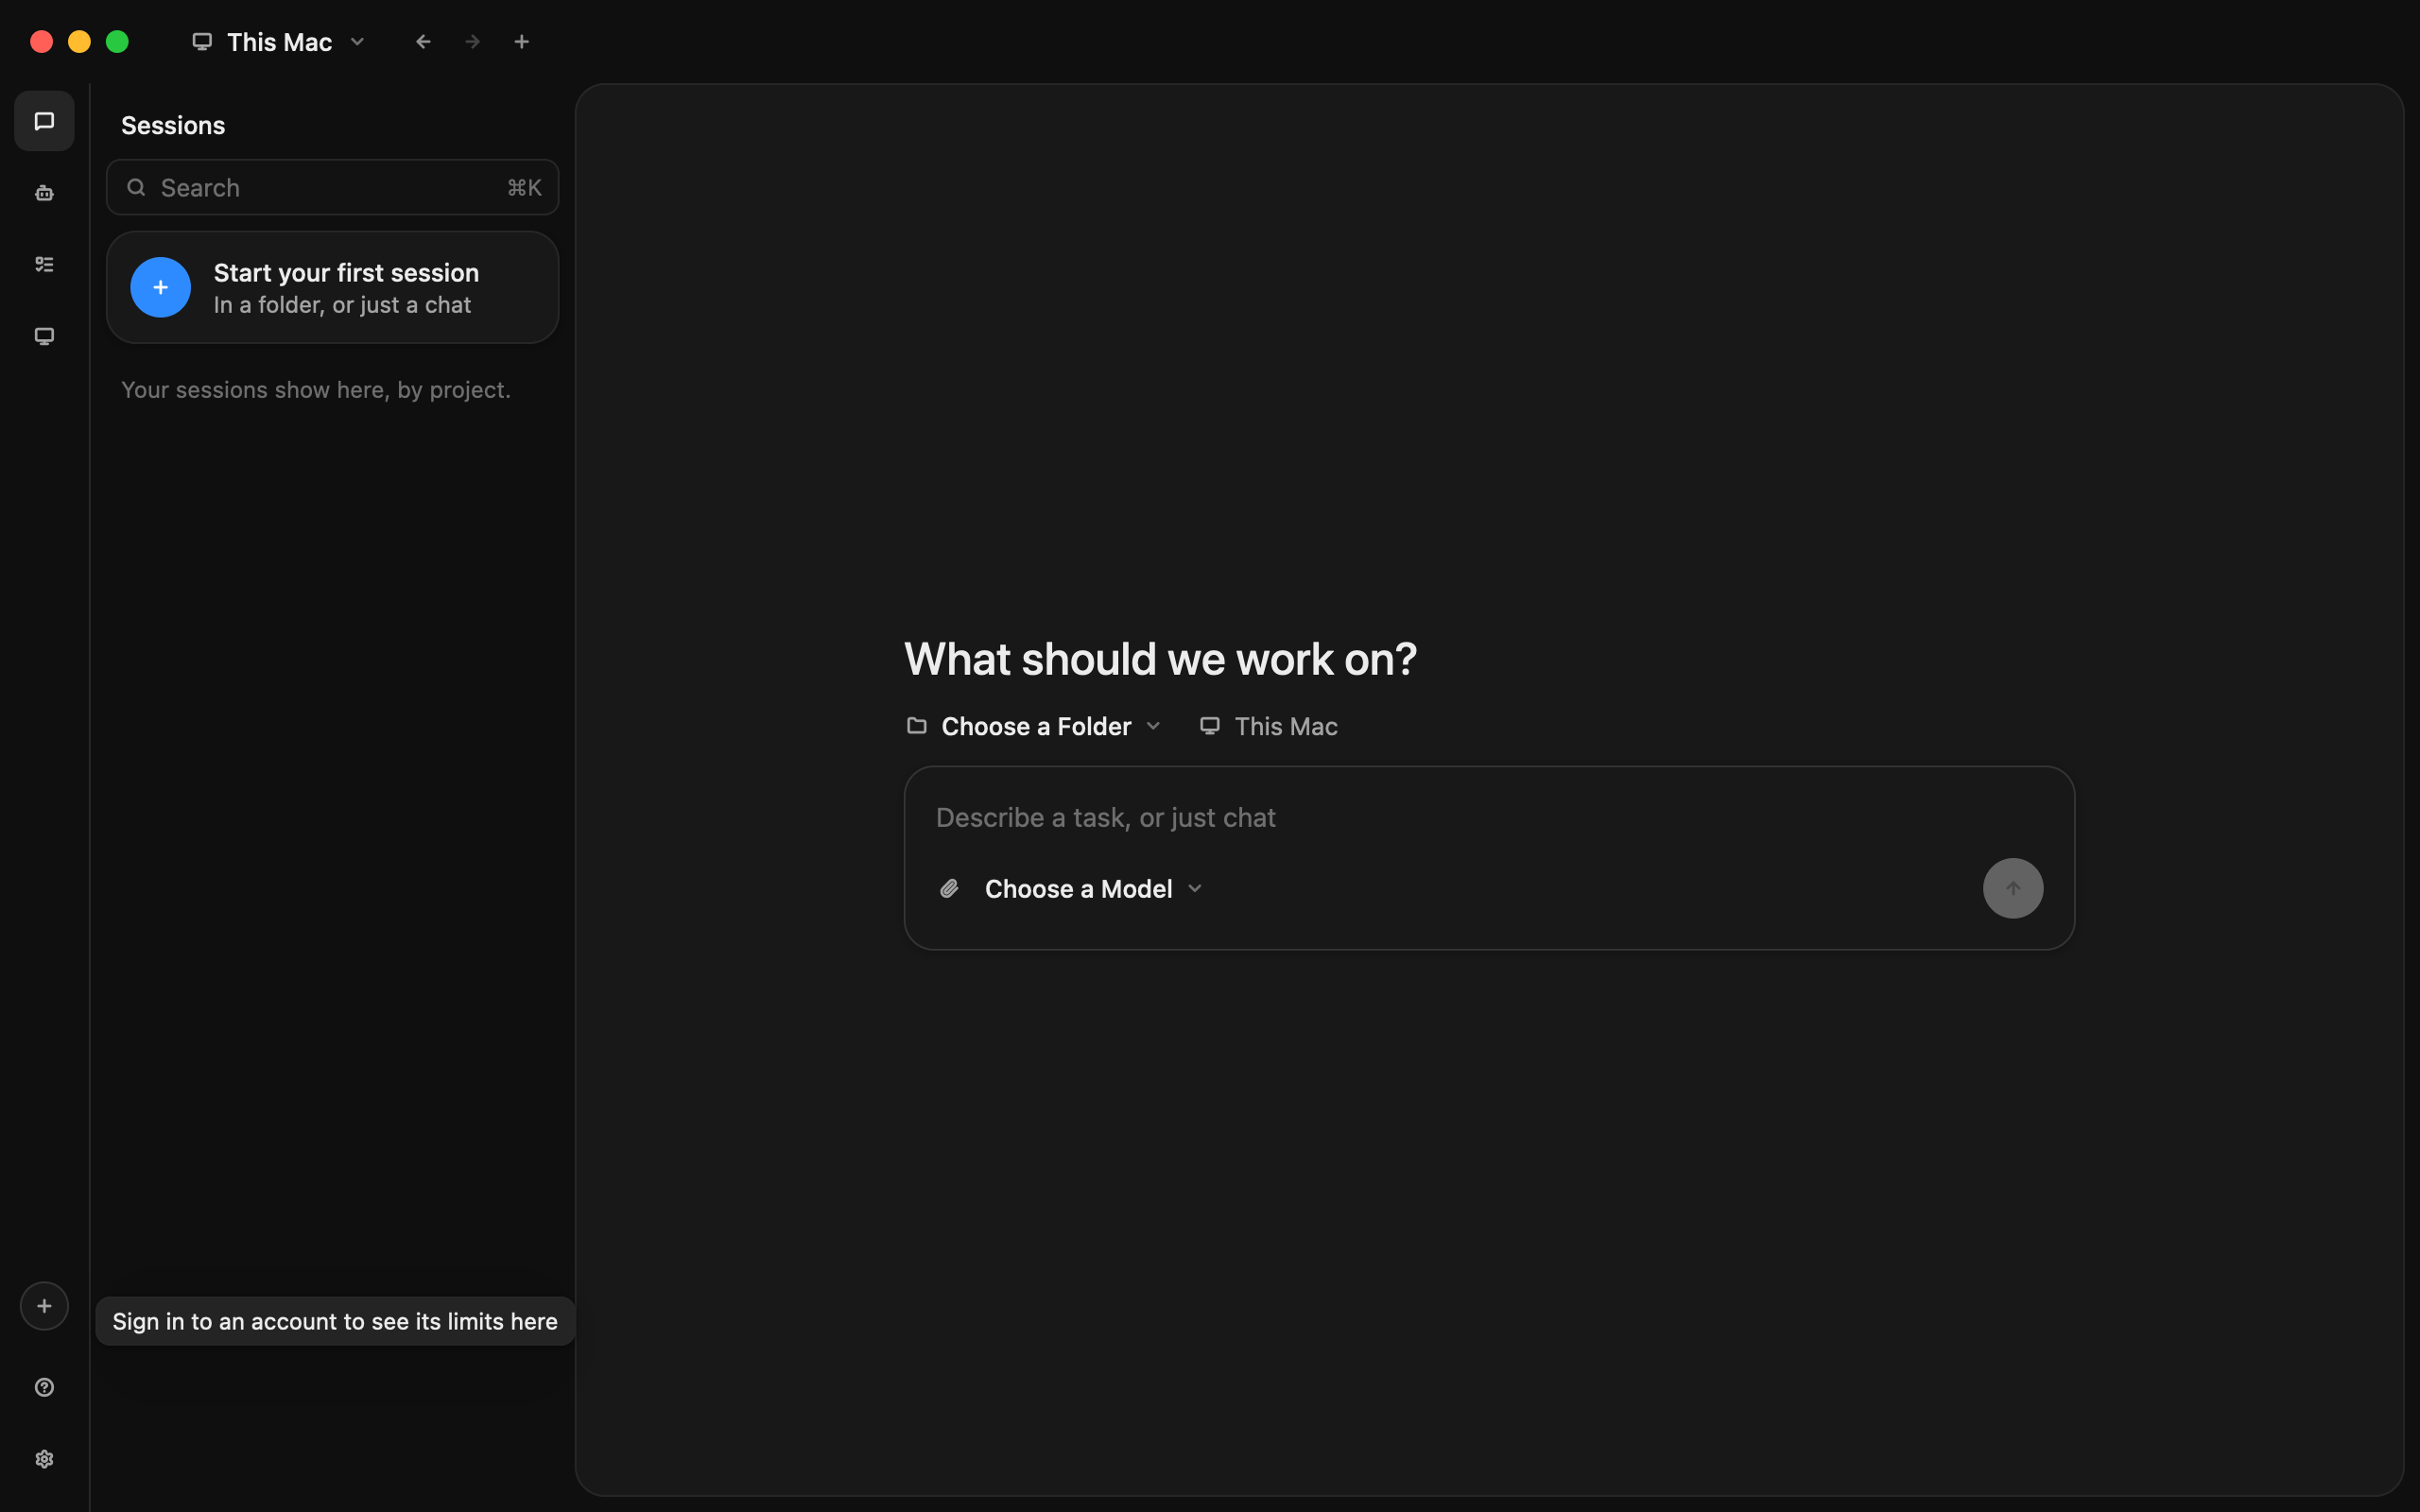 This Mac
Sessions
Search ⌘K
Start your first session
In a folder, or just a chat
Your sessions show here, by project.
What should we work on?
Choose a Folder This Mac
Describe a task, or just chat
Choose a Model
Sign in to an account to see its limits here